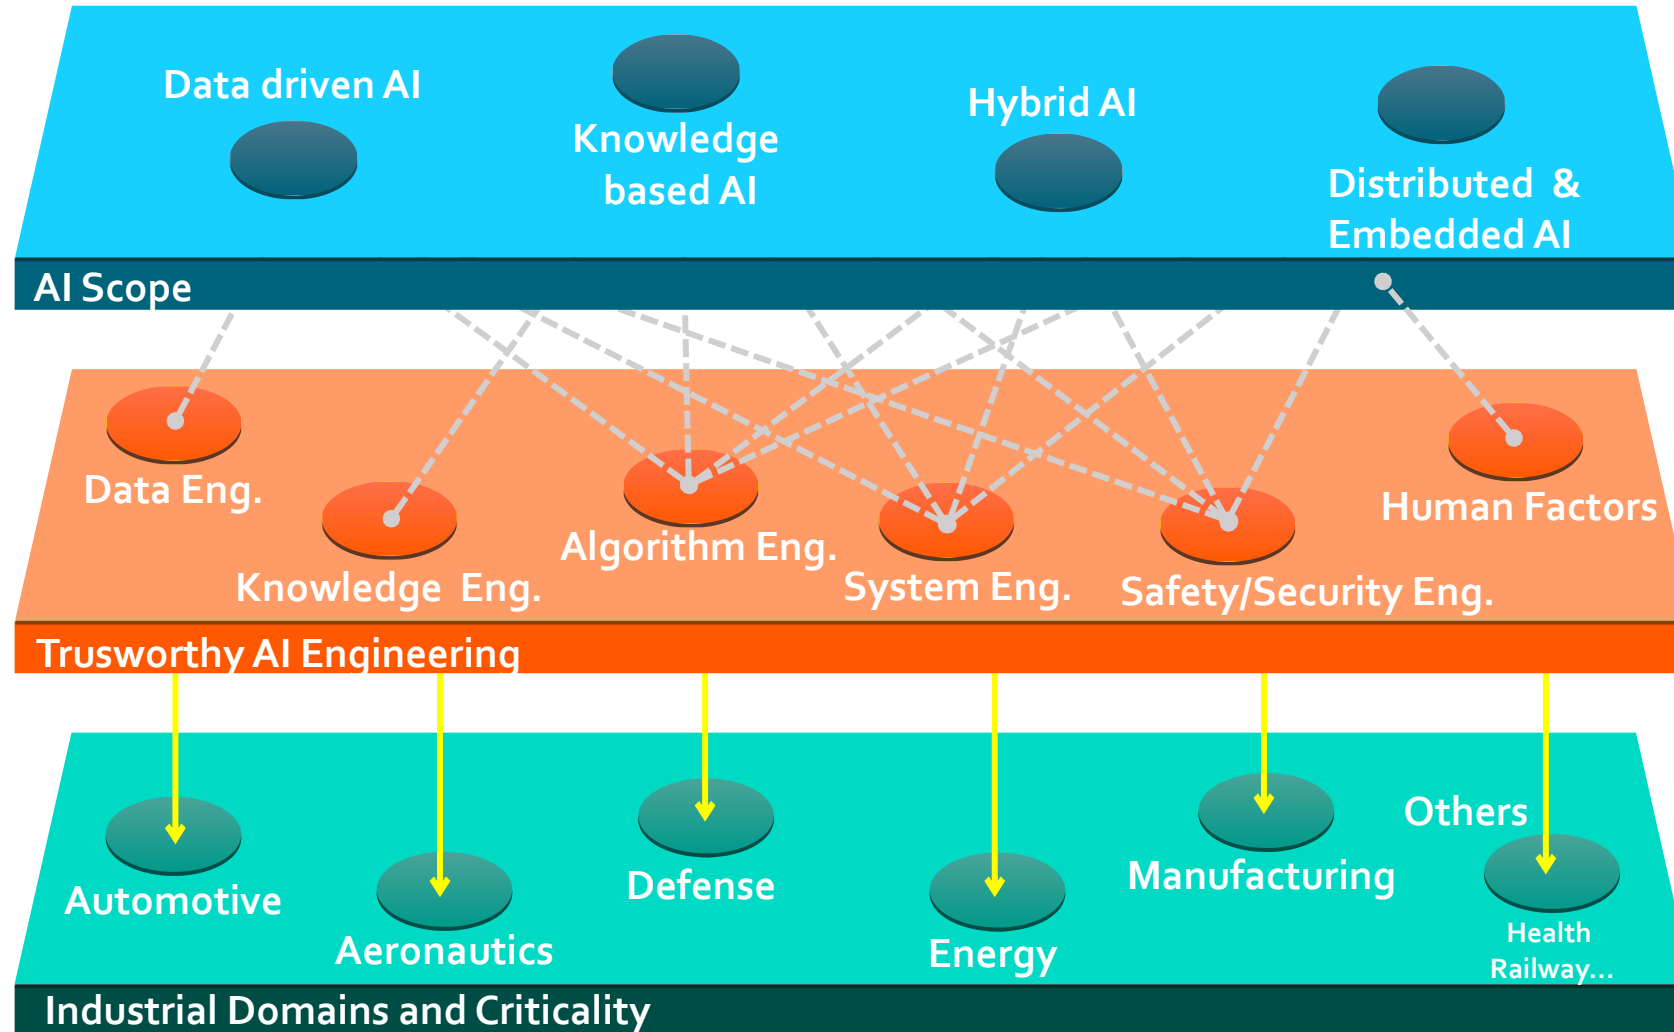 Data driven AI
Knowledge
based AI
Hybrid AI
Distributed &
Embedded AI
AI Scope
Data Eng.
Knowledge Eng.
Algorithm Eng.
System Eng.
Safety/Security Eng.
Human Factors
Trusworthy AI Engineering
Automotive
Aeronautics
Defense
Energy
Manufacturing
Others
Health
Railway...
Industrial Domains and Criticality